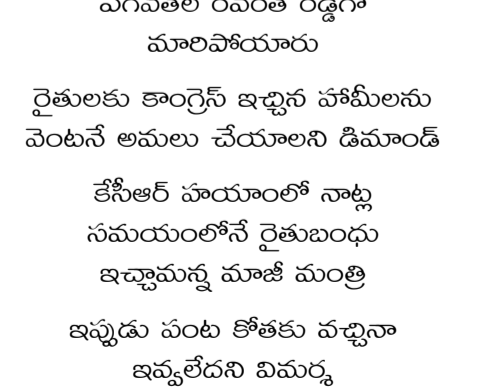 రేవంత్ రెడ్డిగా
మారిపోయారు
రైతులకు కాంగ్రెస్ ఇచ్చిన హామీలను
వెంటనే అమలు చేయాలని డిమాండ్
కేసీఆర్ హయాంలో నాట్ల
సమయంలోనే రైతుబంధు
ఇచ్చామన్న మాజీ మంత్రి
ఇప్పుడు పంట కోతకు వచ్చినా
ఇవ్వలేదని విమర్శ